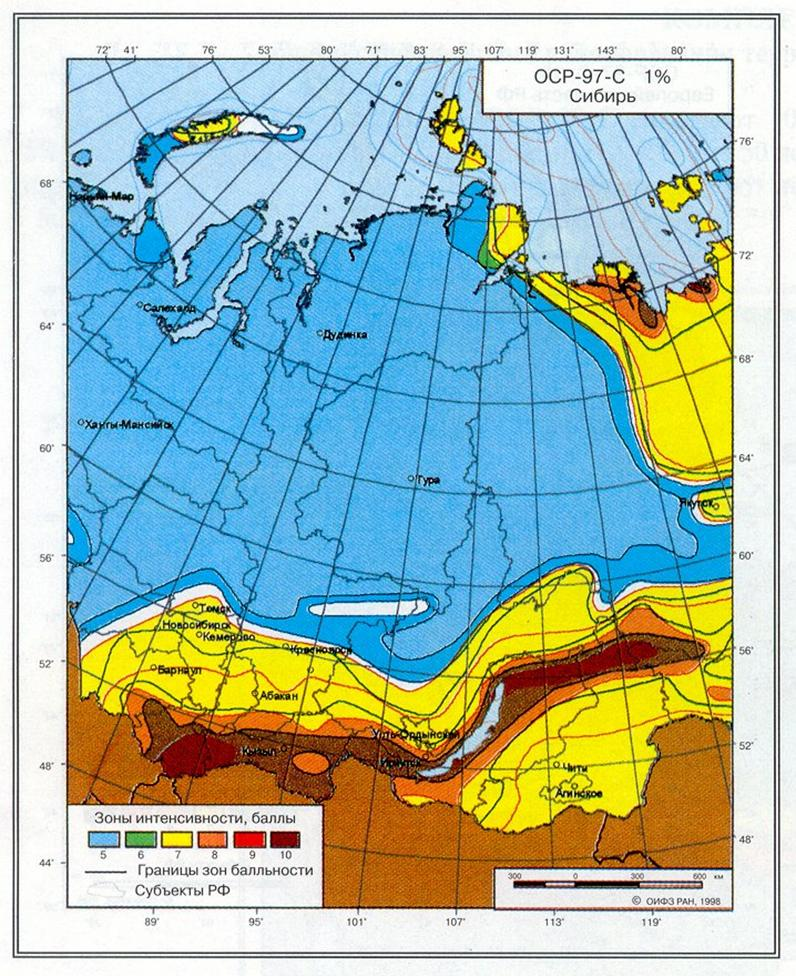 72° 41° 76° 53° 80° 71° 83° 95° 107° 119° 131° 143° 80°
ОСР-97-С 1%
Сибирь
76°
68°
72°
Салехард
64°
Дудинка
68°
Ханты-Мансийск
60°
64°
Тура
Якутск
56°
60°
Томск
Новосибирск
Кемерово
Красноярск
56°
52°
Барнаул
Абакан
Усть-Ордынский
Кызыл
Иркутск
52°
48°
Чита
Агинское
Зоны интенсивности, баллы
5 6 7 8 9 10
48°
44°
Границы зон балльности
Субъекты РФ
300 0 300 600 км
© ОИФЗ РАН, 1998
89° 95° 101° 107° 113° 119°